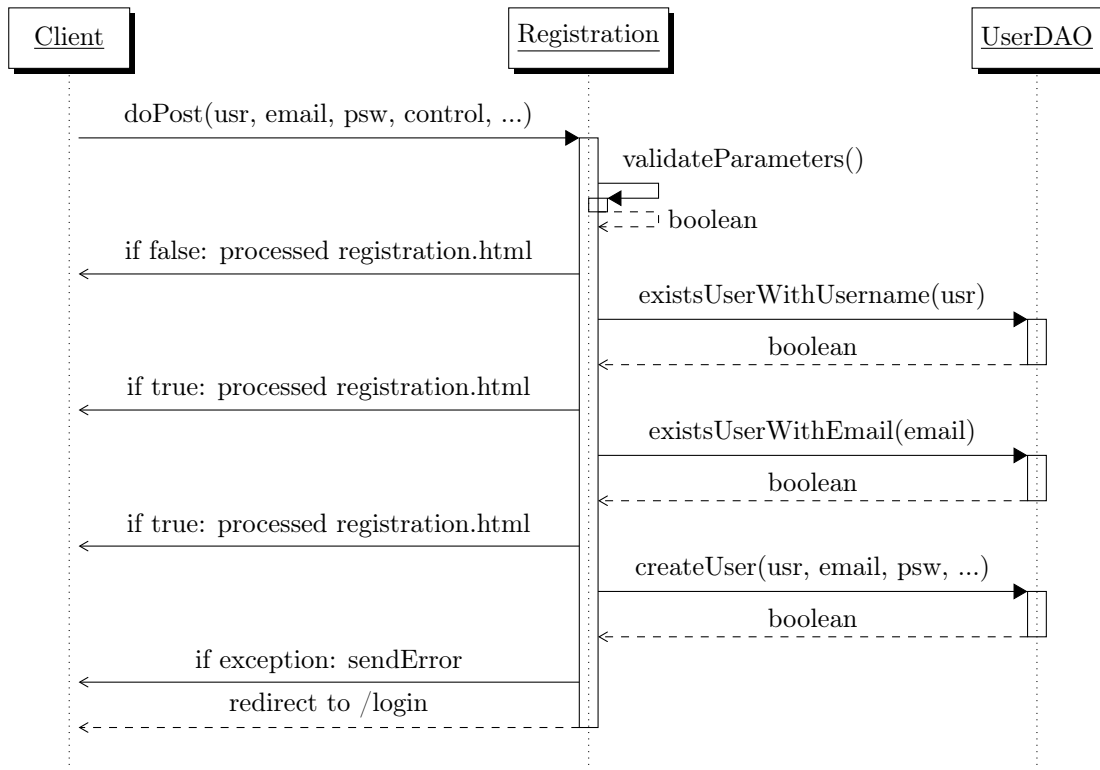 Client
Registration
UserDAO
doPost(usr, email, psw, control, ...)
validateParameters()
boolean
if false: processed registration.html
existsUserWithUsername(usr)
boolean
if true: processed registration.html
existsUserWithEmail(email)
boolean
if true: processed registration.html
createUser(usr, email, psw, ...)
boolean
if exception: sendError
redirect to /login